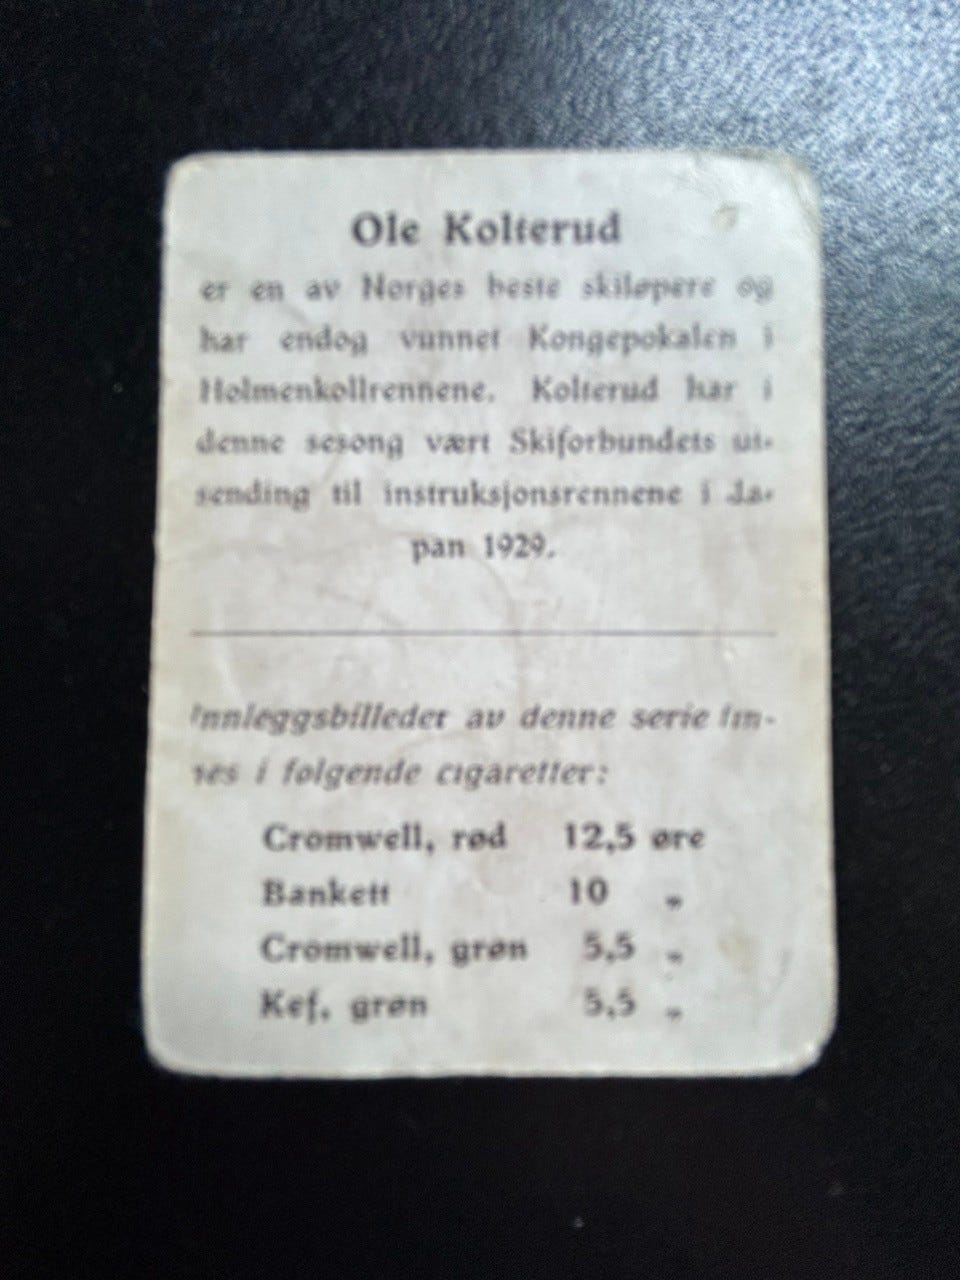 Ole Kolterud
er en av Norges beste skiløpere og
har endog vunnet Kongepokalen i
Holmenkollrennene. Kolterud har i
denne sesong vært Skiforbundets ut-
sending til instruksjonsrennene i Ja-
pan 1929.
Innleggsbilleder av denne serie fin-
nes i følgende cigaretter:
Cromwell, rød 12,5 øre
Bankett 10 „
Cromwell, grøn 5,5 „
Kef, grøn 5,5 „